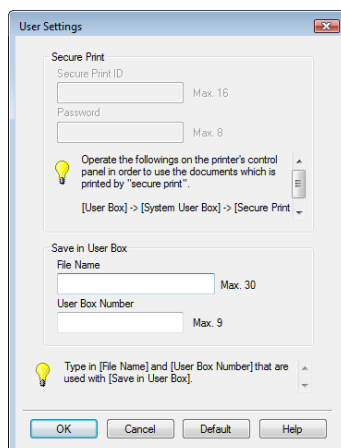 User Settings
Secure Print
Secure Print ID
Max. 16
Password
Max. 8
Operate the followings on the printer's control
panel in order to use the documents which is
printed by "secure print".
[User Box] -> [System User Box] -> [Secure Print
Save in User Box
File Name
Max. 30
User Box Number
Max. 9
Type in [File Name] and [User Box Number] that are
used with [Save in User Box].
OK
Cancel
Default
Help